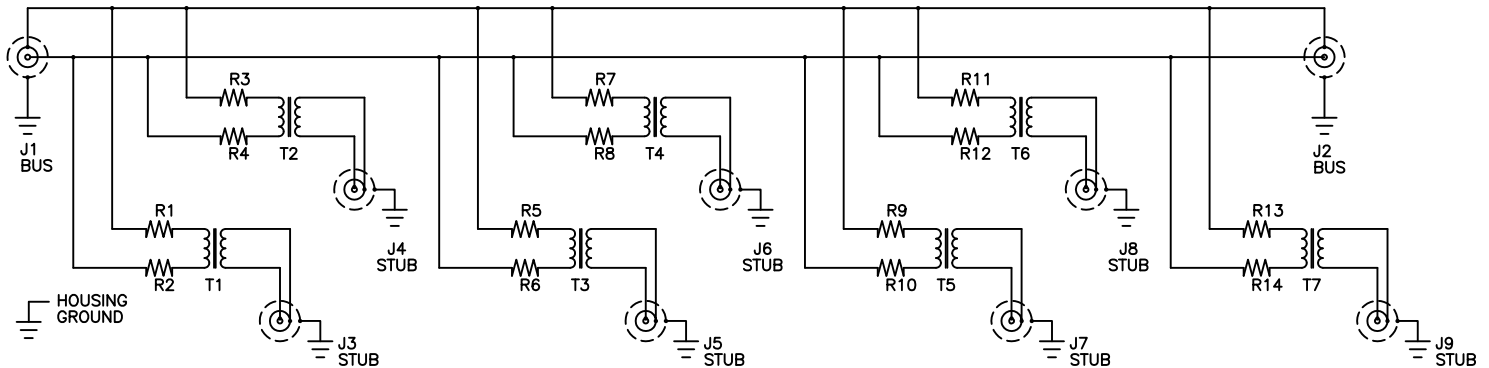 R3
R7
R11
R4
T2
R8
T4
R12
T6
J1
BUS
J2
BUS
R1
R5
R9
R13
J4
STUB
J6
STUB
J8
STUB
R2
T1
R6
T3
R10
T5
R14
T7
HOUSING
GROUND
J3
STUB
J5
STUB
J7
STUB
J9
STUB